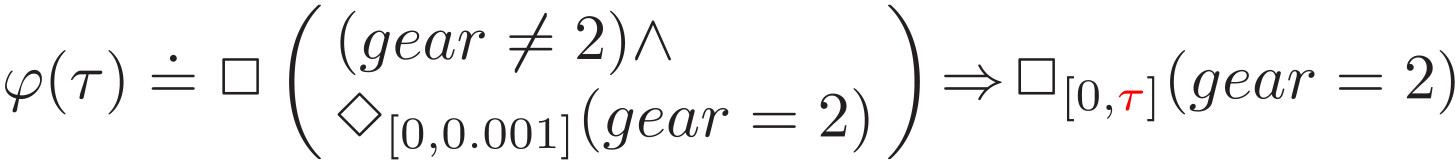 φ(τ) ≐ □ ( (gear ≠ 2)∧
◇[0,0.001](gear = 2) ) ⇒ □[0,τ](gear = 2)